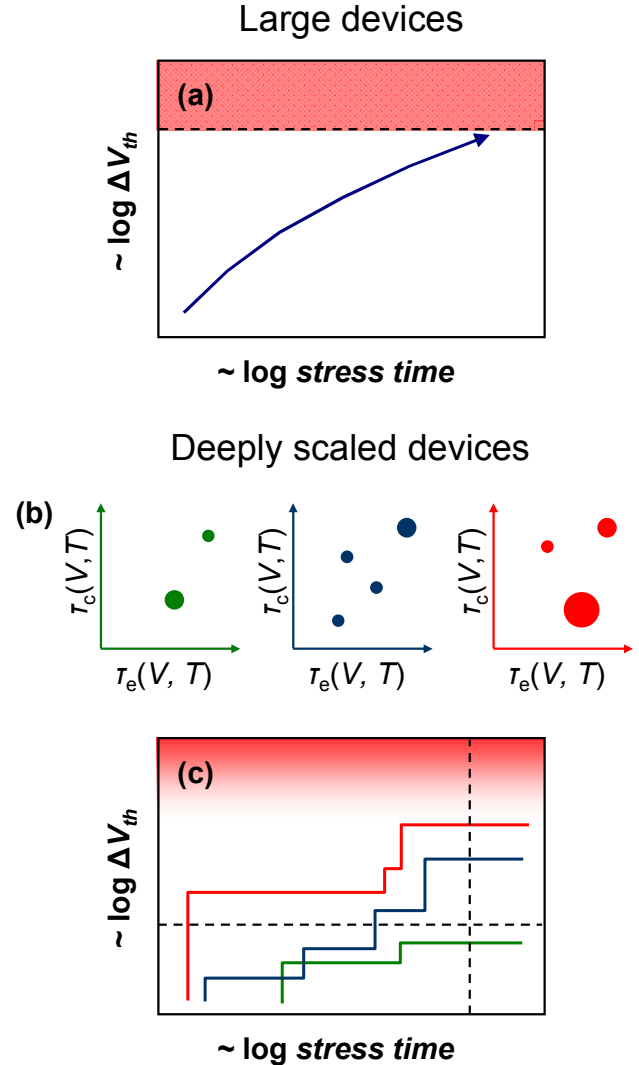 Large devices
(a)
~ log ΔVth
~ log stress time
Deeply scaled devices
(b)
τc(V,T)
τe(V, T)
τc(V,T)
τe(V, T)
τc(V,T)
τe(V, T)
(c)
~ log ΔVth
~ log stress time